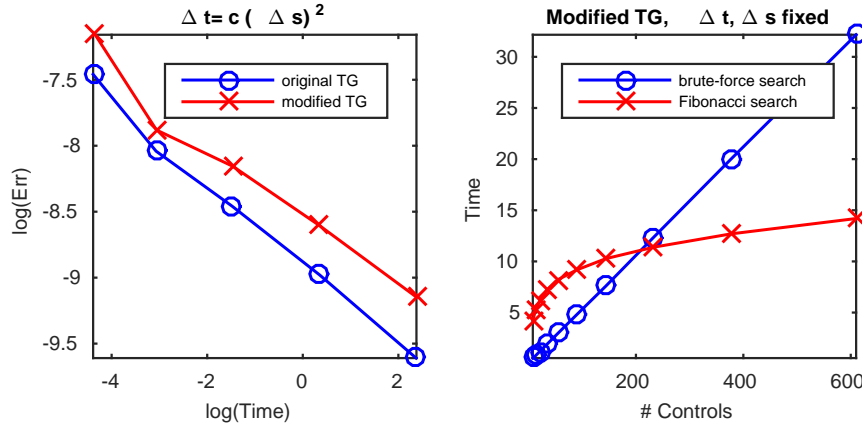 Δ t= c ( Δ s) 2
original TG
modified TG
-7.5
-8
-8.5
-9
-9.5
log(Err)
-4
-2
0
2
log(Time)
Modified TG, Δ t, Δ s fixed
brute-force search
Fibonacci search
30
25
20
15
10
5
Time
200
400
600
# Controls